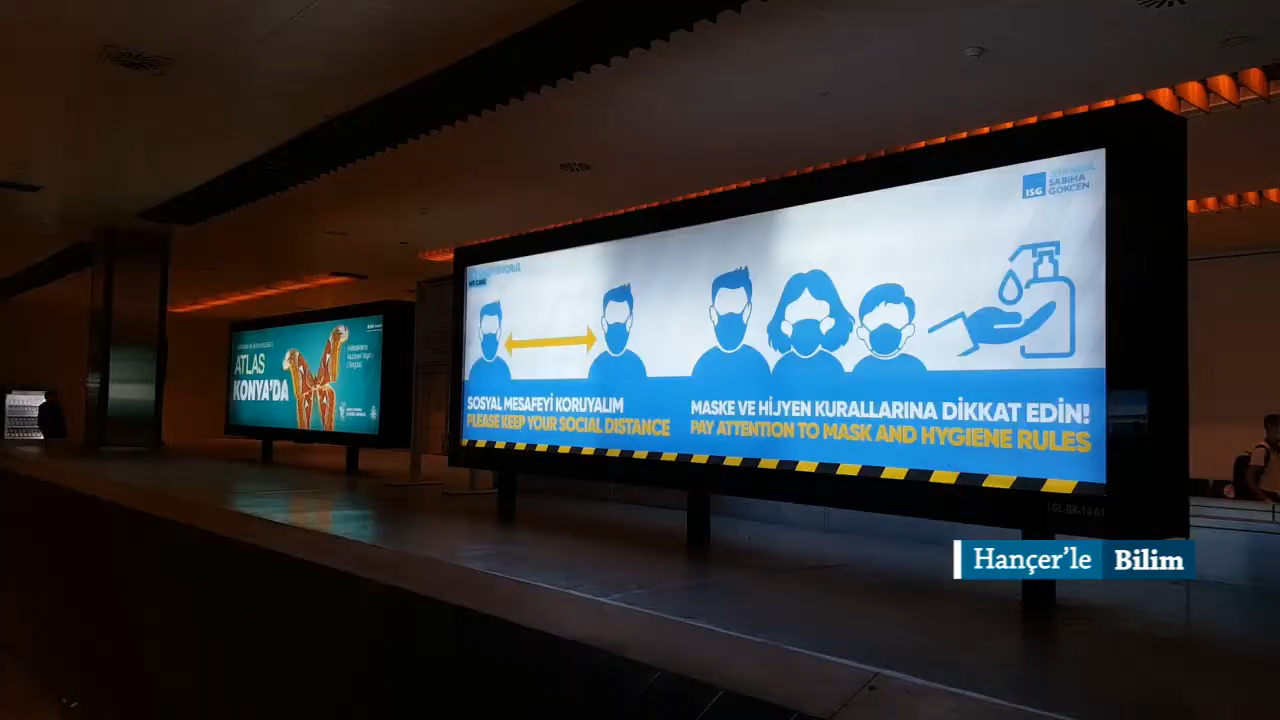 ATLAS
KONYA'DA
ISG
SABİHA
GÖKÇEN
SOSYAL MESAFEYİ KORUYALIM
PLEASE KEEP YOUR SOCIAL DISTANCE
MASKE VE HİJYEN KURALLARINA DİKKAT EDİN!
PAY ATTENTION TO MASK AND HYGIENE RULES
Hançer'le Bilim